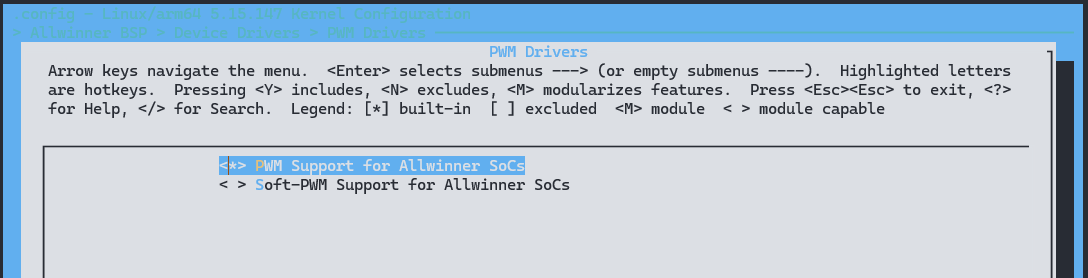 .config - Linux/arm64 5.15.147 Kernel Configuration
> Allwinner BSP > Device Drivers > PWM Drivers
PWM Drivers
Arrow keys navigate the menu.  <Enter> selects submenus ---> (or empty submenus ----).  Highlighted letters
are hotkeys.  Pressing <Y> includes, <N> excludes, <M> modularizes features.  Press <Esc><Esc> to exit, <?>
for Help, </> for Search.  Legend: [*] built-in  [ ] excluded  <M> module  < > module capable
<*> PWM Support for Allwinner SoCs
< > Soft-PWM Support for Allwinner SoCs